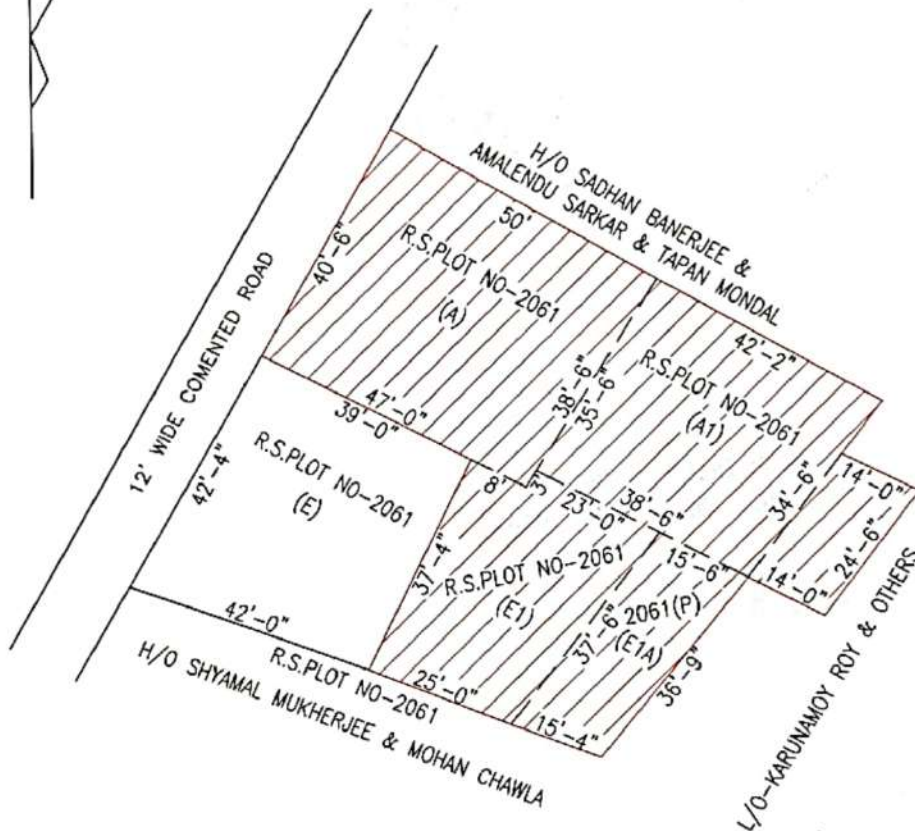 H/O SADHAN BANERJEE &
AMALENDU SARKAR & TAPAN MONDAL
50'
40'-6"
R.S.PLOT NO-2061
(A)
42'-2"
38'-6"
35'-6"
R.S.PLOT NO-2061
(A1)
12' WIDE COMENTED ROAD
47'-0"
39'-0"
42'-4"
R.S.PLOT NO-2061
(E)
8'
3'
23'-0"
38'-6"
34'-6"
14'-0"
24'-6"
14'-0"
15'-6"
37'-4"
R.S.PLOT NO-2061
(E1)
37'-6"
2061(P)
(E1A)
36'-9"
42'-0"
R.S.PLOT NO-2061
25'-0"
15'-4"
H/O SHYAMAL MUKHERJEE & MOHAN CHAWLA
L/O-KARUNAMOY ROY & OTHERS